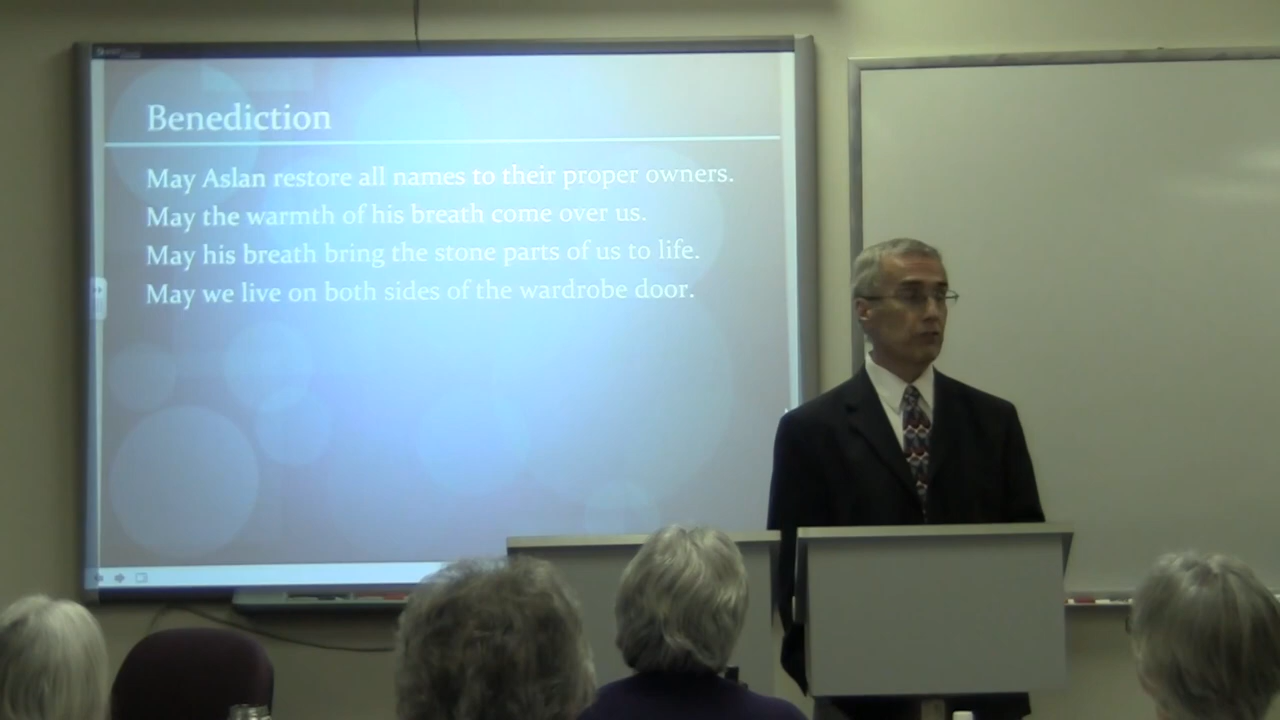 Benediction
May Aslan restore all names to their proper owners.
May the warmth of his breath come over us.
May his breath bring the stone parts of us to life.
May we live on both sides of the wardrobe door.